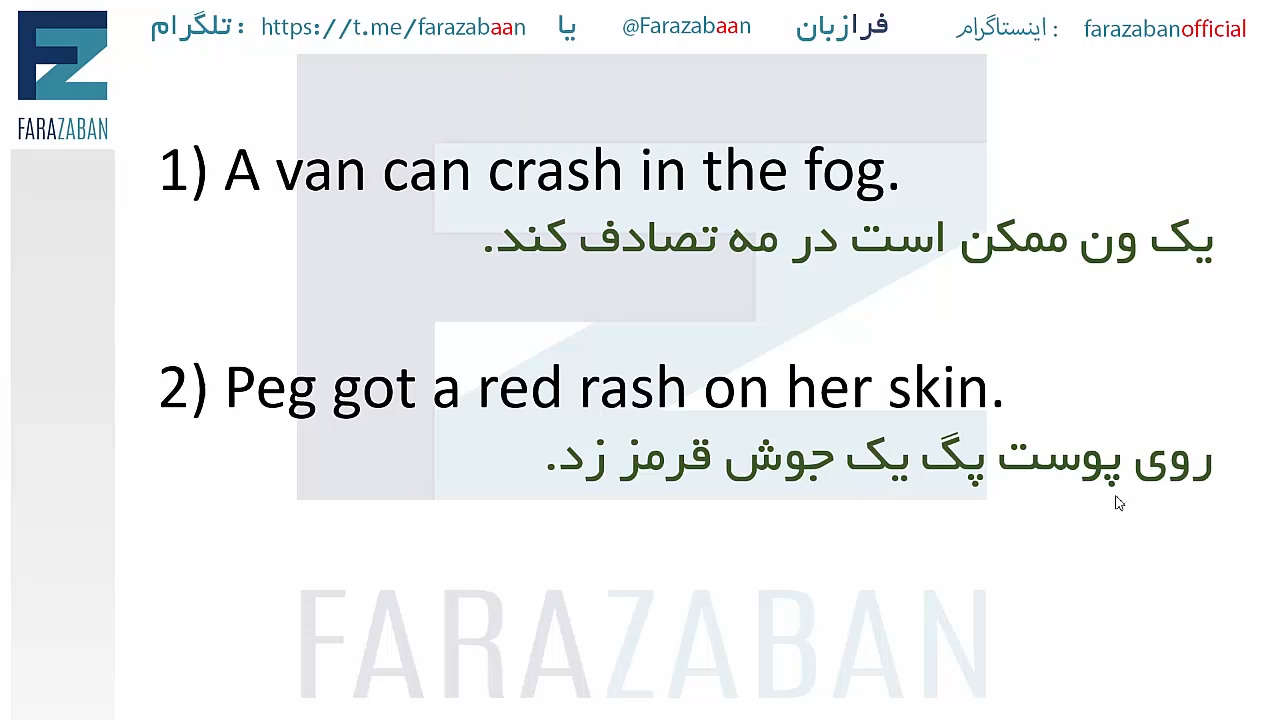 تلگرام : https://t.me/farazabaan یا @Farazabaan فرازبان اینستاگرام : farazabanofficial
FARAZABAN
1) A van can crash in the fog.
یک ون ممکن است در مه تصادف کند.
2) Peg got a red rash on her skin.
روی پوست پگ یک جوش قرمز زد.
FARAZABAN